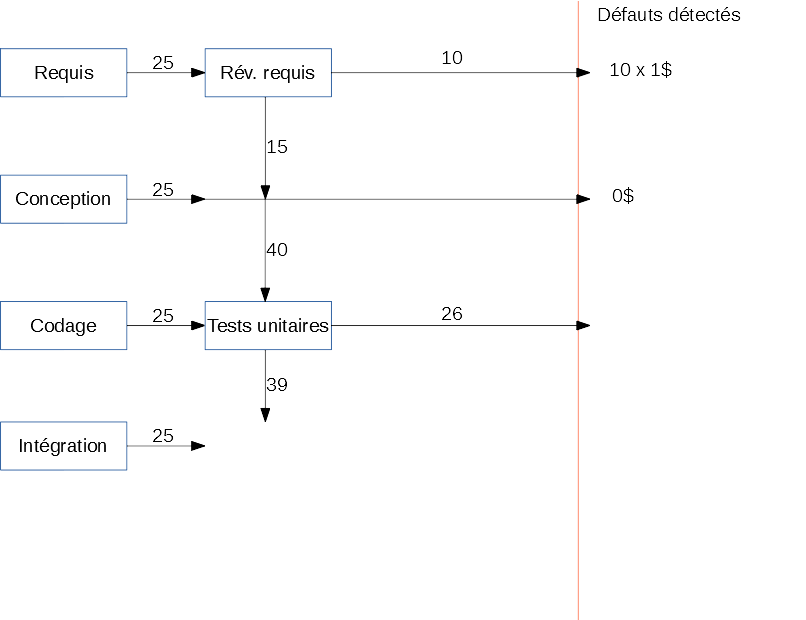 Défauts détectés
Requis
25
Rév. requis
10
10 x 1$
15
Conception
25
0$
40
Codage
25
Tests unitaires
26
39
Intégration
25